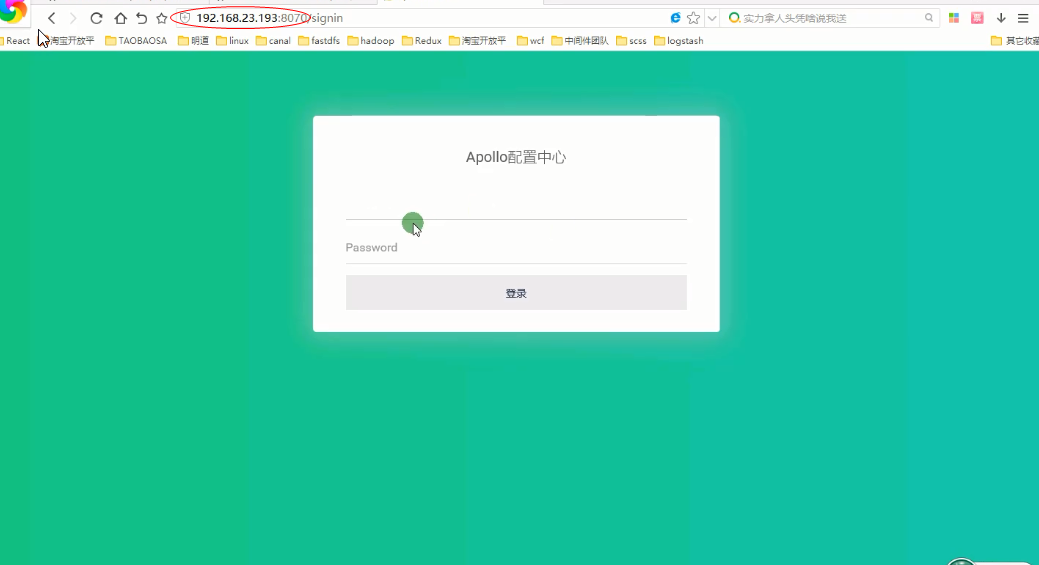 192.168.23.193:8070/signin
实力拿人头凭啥说我送
React 淘宝开放平 TAOBAOSA 明道 linux canal fastdfs hadoop Redux 淘宝开放平 wcf 中间件团队 scss logstash 其它收藏
Apollo配置中心
Password
登录